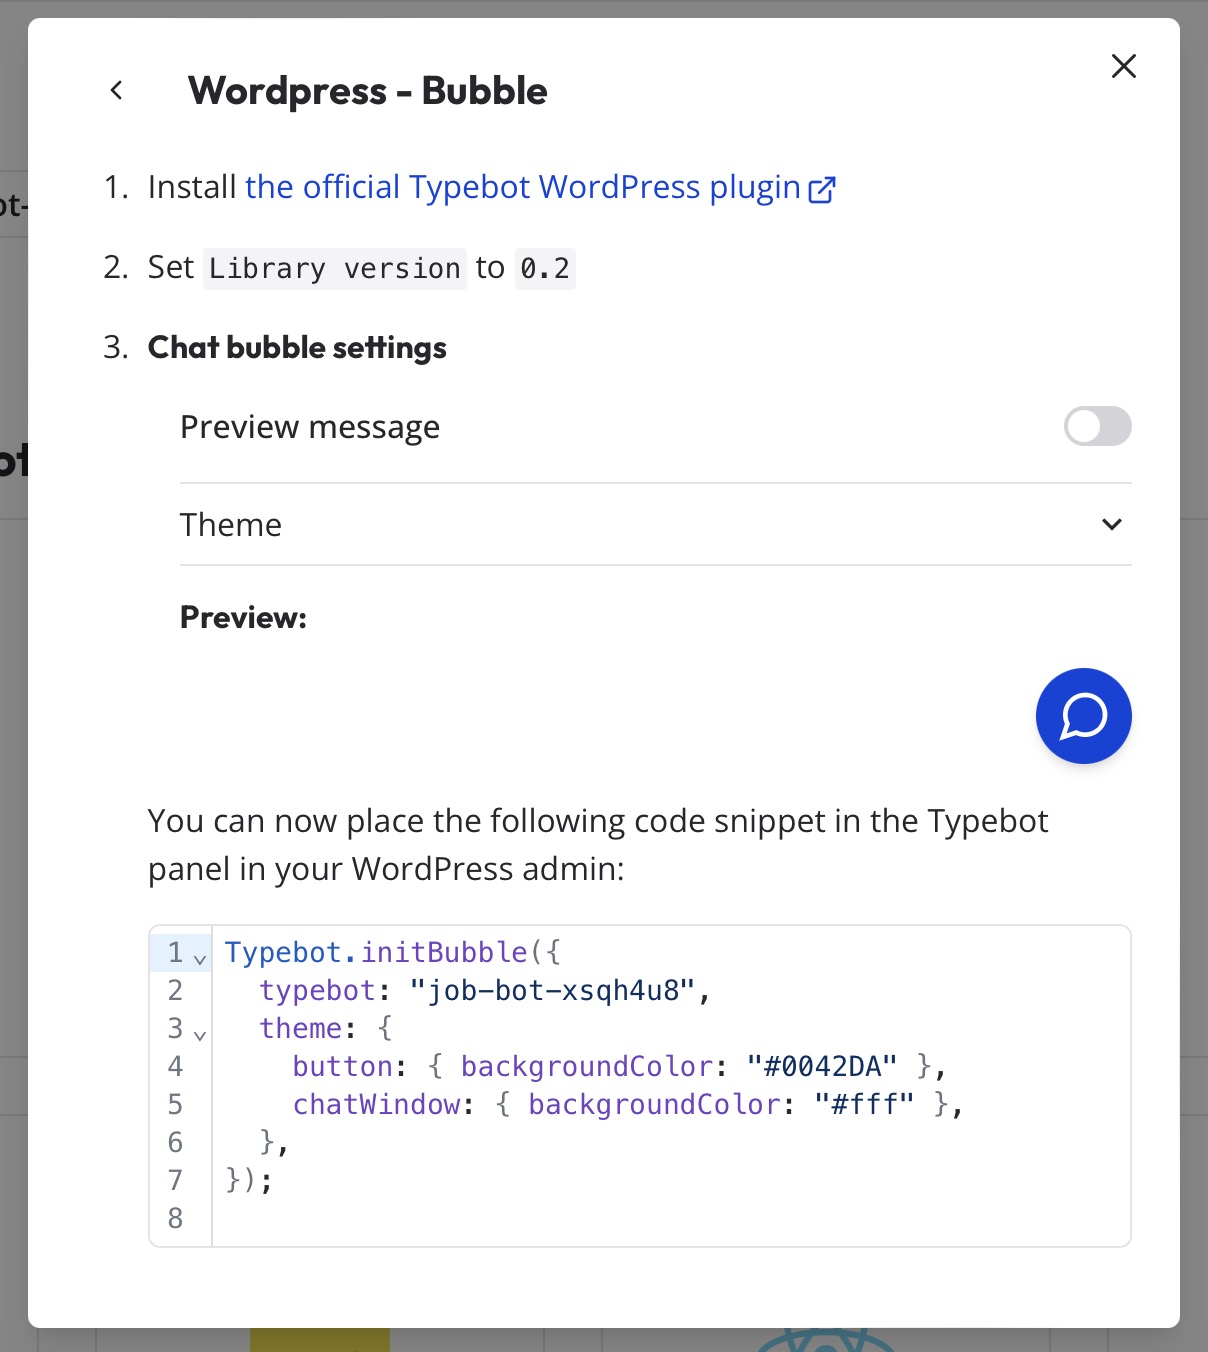 Wordpress - Bubble
1. Install the official Typebot WordPress plugin
2. Set Library version to 0.2
3. Chat bubble settings
Preview message
Theme
Preview:
You can now place the following code snippet in the Typebot
panel in your WordPress admin:
1 Typebot.initBubble({
2   typebot: "job-bot-xsqh4u8",
3   theme: {
4     button: { backgroundColor: "#0042DA" },
5     chatWindow: { backgroundColor: "#fff" },
6   },
7 });
8